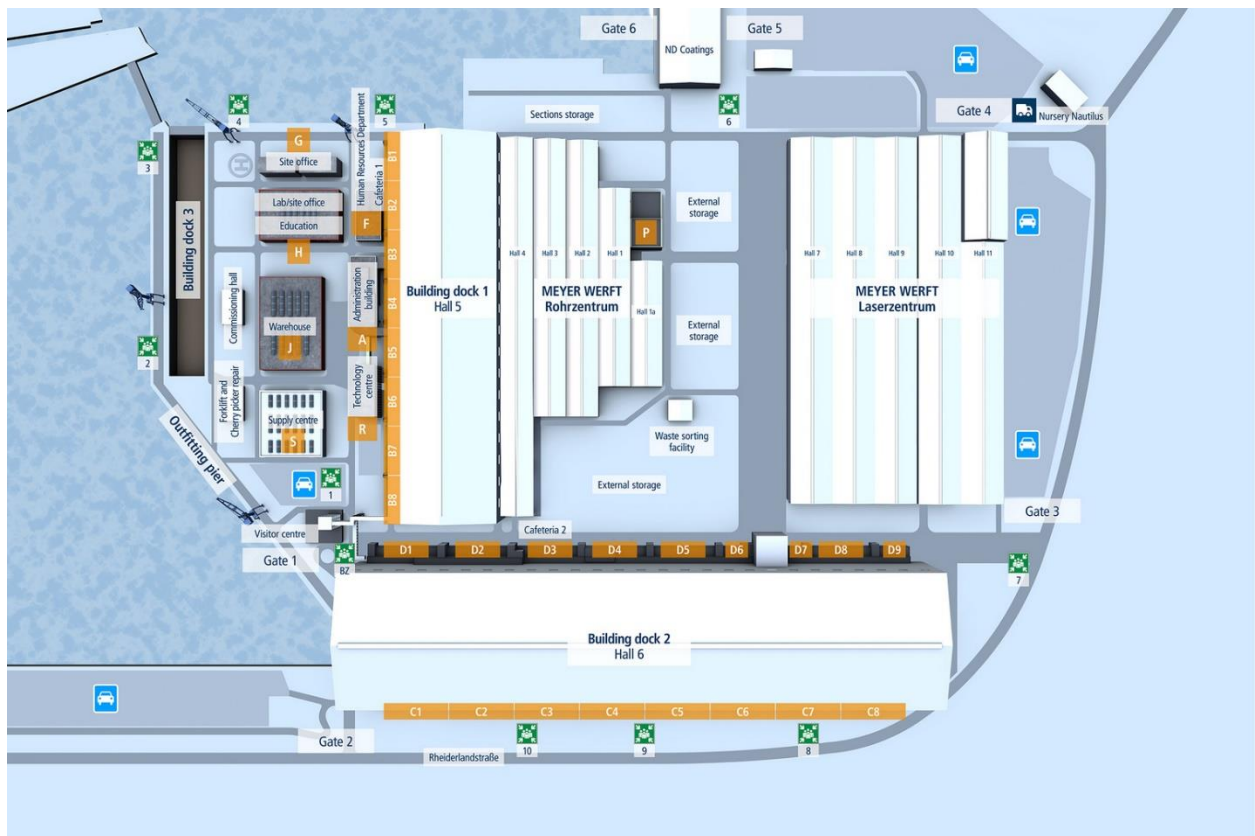 Gate 6
Gate 5
ND Coatings
Gate 4
Nursery Nautilus
4
5
6
3
Sections storage
G
Site office
Human Resources Department
Cafeteria 1
Lab/site office
Education
F
H
Building dock 3
B1
B2
B3
B4
B5
B6
B7
B8
Building dock 1
Hall 5
Hall 4
Hall 3
Hall 2
Hall 1
Hall 1a
MEYER WERFT
Rohrzentrum
P
External
storage
External
storage
Hall 7
Hall 8
Hall 9
Hall 10
Hall 11
MEYER WERFT
Laserzentrum
Commissioning hall
Warehouse
J
Administration
building
A
2
Forklift and
Cherry picker repair
Supply centre
S
Technology
centre
R
Outfitting pier
Waste sorting
facility
External storage
1
Gate 3
Visitor centre
Cafeteria 2
Gate 1
BZ
D1
D2
D3
D4
D5
D6
D7
D8
D9
7
Building dock 2
Hall 6
C1
C2
C3
C4
C5
C6
C7
C8
Gate 2
10
9
8
Rheiderlandstraße
H